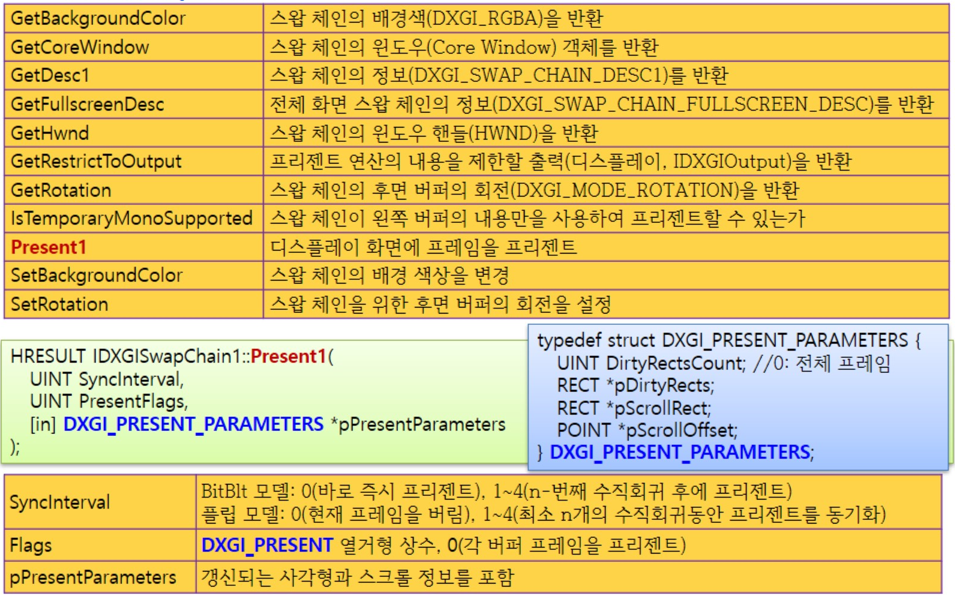 GetBackgroundColor 스왑 체인의 배경색(DXGI_RGBA)을 반환
GetCoreWindow 스왑 체인의 윈도우(Core Window) 객체를 반환
GetDesc1 스왑 체인의 정보(DXGI_SWAP_CHAIN_DESC1)를 반환
GetFullscreenDesc 전체 화면 스왑 체인의 정보(DXGI_SWAP_CHAIN_FULLSCREEN_DESC)를 반환
GetHwnd 스왑 체인의 윈도우 핸들(HWND)을 반환
GetRestrictToOutput 프리젠트 연산의 내용을 제한할 출력(디스플레이, IDXGIOutput)을 반환
GetRotation 스왑 체인의 후면 버퍼의 회전(DXGI_MODE_ROTATION)을 반환
IsTemporaryMonoSupported 스왑 체인이 왼쪽 버퍼의 내용만을 사용하여 프리젠트할 수 있는가
Present1 디스플레이 화면에 프레임을 프리젠트
SetBackgroundColor 스왑 체인의 배경 색상을 변경
SetRotation 스왑 체인을 위한 후면 버퍼의 회전을 설정
HRESULT IDXGISwapChain1::Present1(
UINT SyncInterval,
UINT PresentFlags,
[in] DXGI_PRESENT_PARAMETERS *pPresentParameters
);
typedef struct DXGI_PRESENT_PARAMETERS {
UINT DirtyRectsCount; //0: 전체 프레임
RECT *pDirtyRects;
RECT *pScrollRect;
POINT *pScrollOffset;
} DXGI_PRESENT_PARAMETERS;
SyncInterval
BitBlt 모델: 0(바로 즉시 프리젠트), 1~4(n-번째 수직회귀 후에 프리젠트)
플립 모델: 0(현재 프레임을 버림), 1~4(최소 n개의 수직회귀동안 프리젠트를 동기화)
Flags DXGI_PRESENT 열거형 상수, 0(각 버퍼 프레임을 프리젠트)
pPresentParameters 갱신되는 사각형과 스크롤 정보를 포함